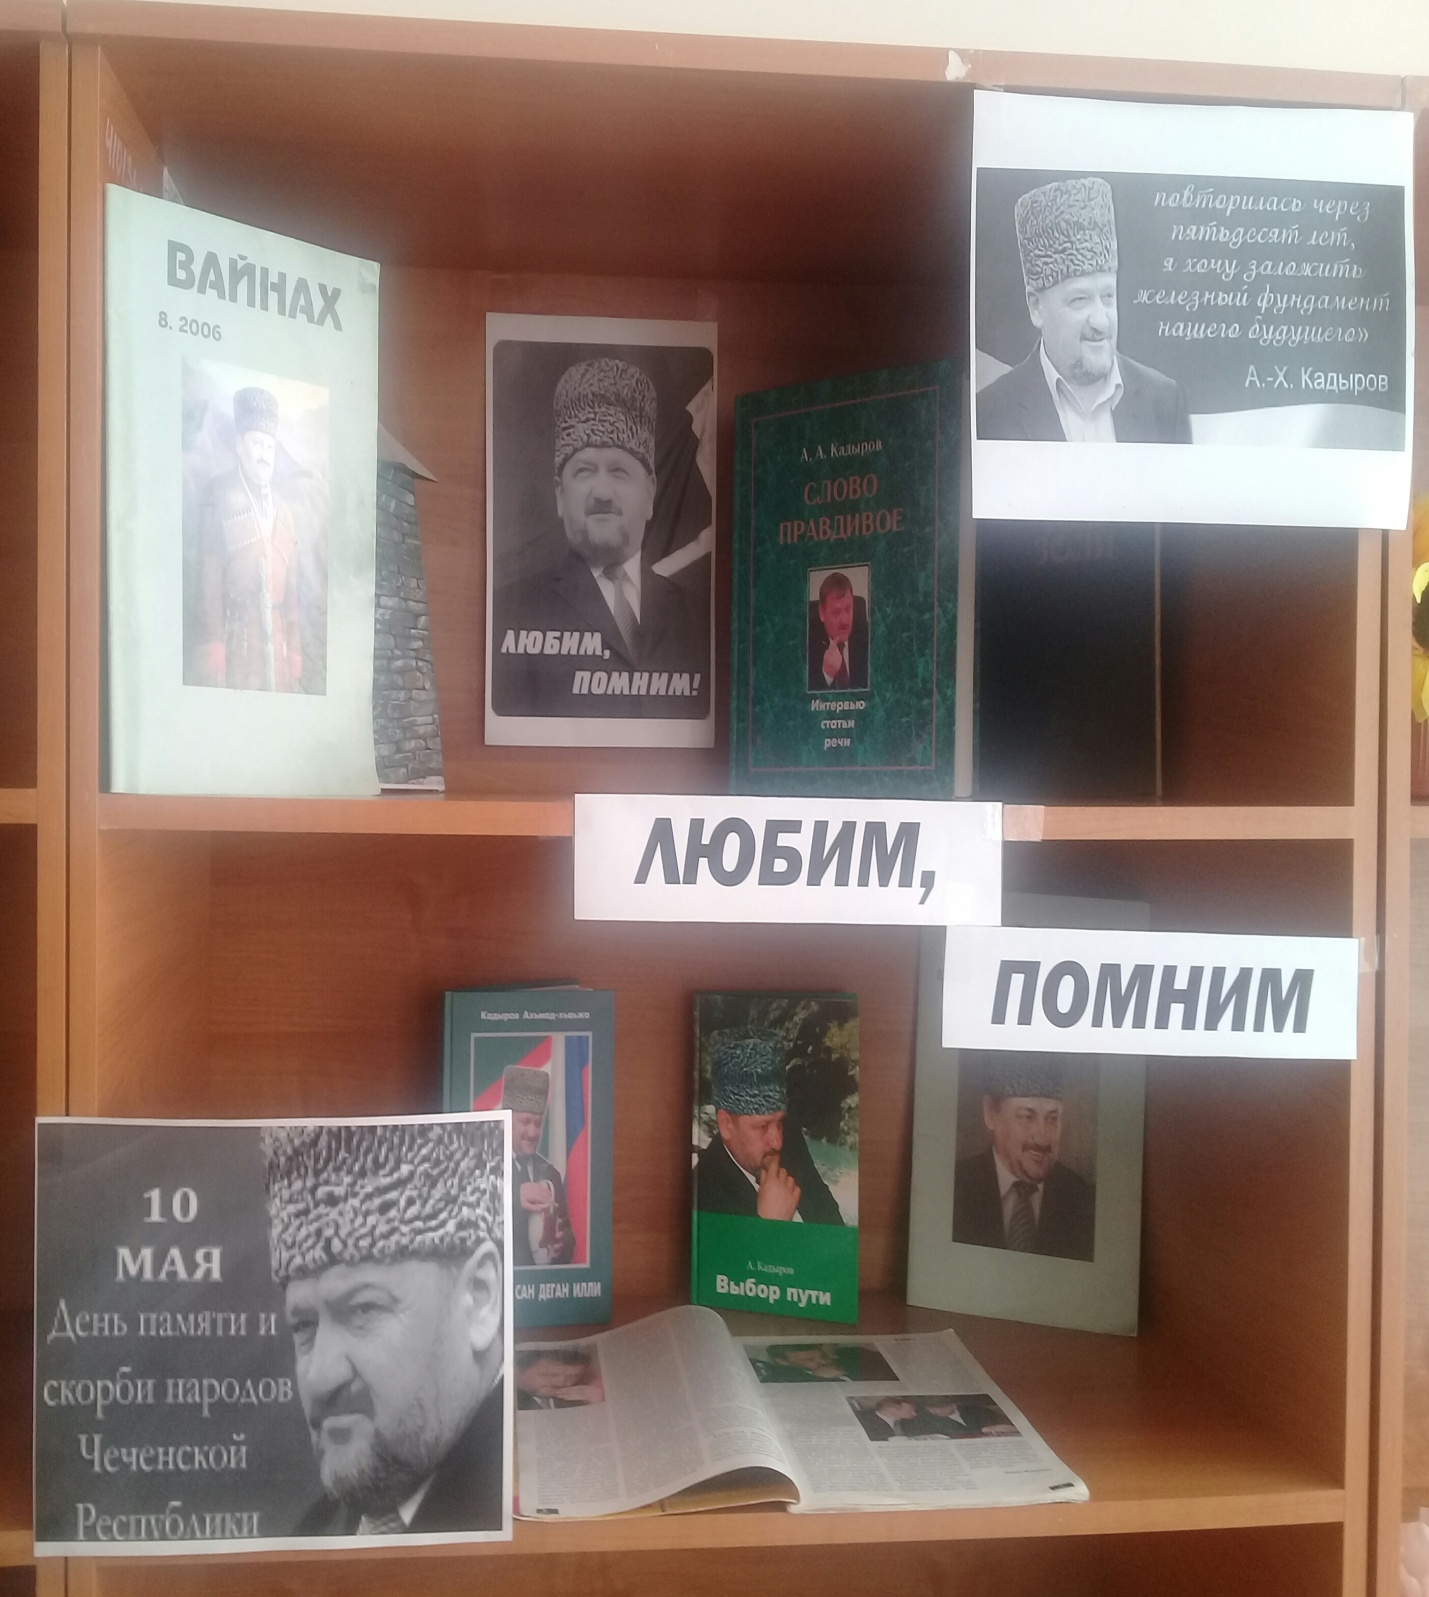 ВАЙНАХ
8. 2006
ЛЮБИМ,
ПОМНИМ!
А. А. Кадыров
СЛОВО
ПРАВДИВОЕ
Интервью
статьи
речи
повторилась через
пятьдесят лет,
я хочу заложить
железный фундамент
нашего будущего»
А.-Х. Кадыров
ЛЮБИМ,
ПОМНИМ
Кадыров Ахьмад-Хьаьжа
САН ДЕГАН ИЛЛИ
А. Кадыров
Выбор пути
10
МАЯ
День памяти и
скорби народов
Чеченской
Республики